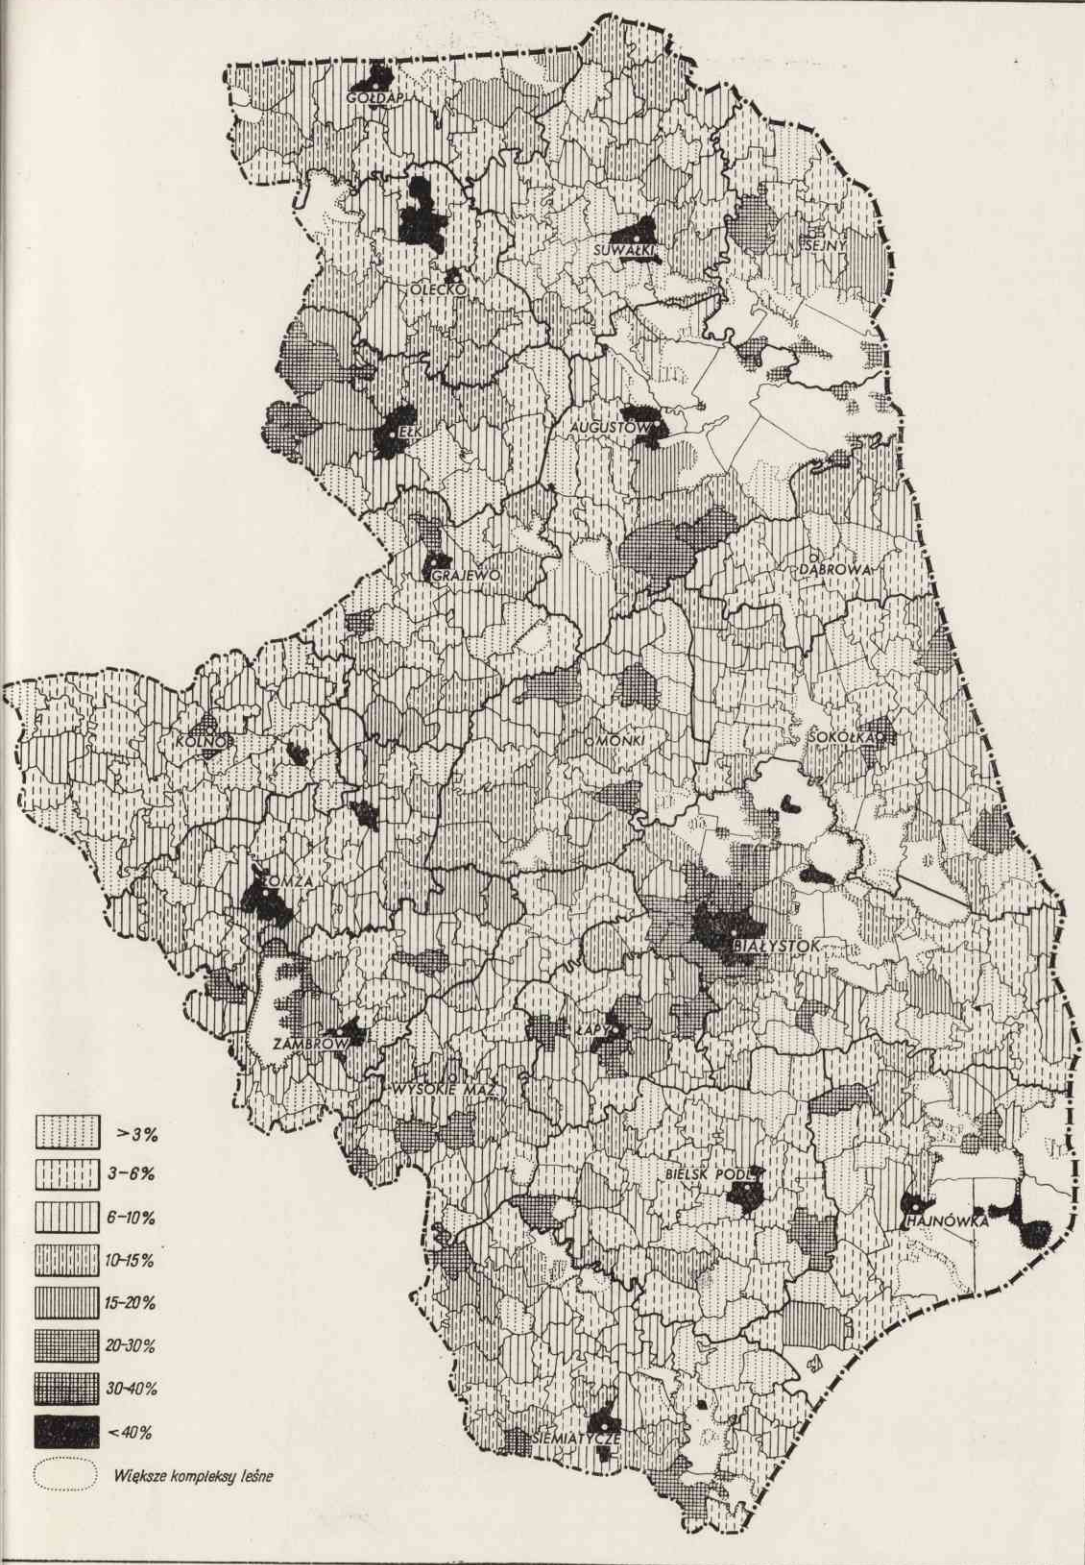 GOŁDAP
SUWAŁKI
SEJNY
OLECKO
EŁK
AUGUSTÓW
GRAJEWO
DĄBROWA
KOLNO
MOŃKI
SOKÓŁKA
ŁOMŻA
BIAŁYSTOK
ZAMBRÓW
ŁAPY
WYSOKIE MAZ.
BIELSK PODL.
HAJNÓWKA
SIEMIATYCZE
>3%
3-6%
6-10%
10-15%
15-20%
20-30%
30-40%
<40%
Większe kompleksy leśne